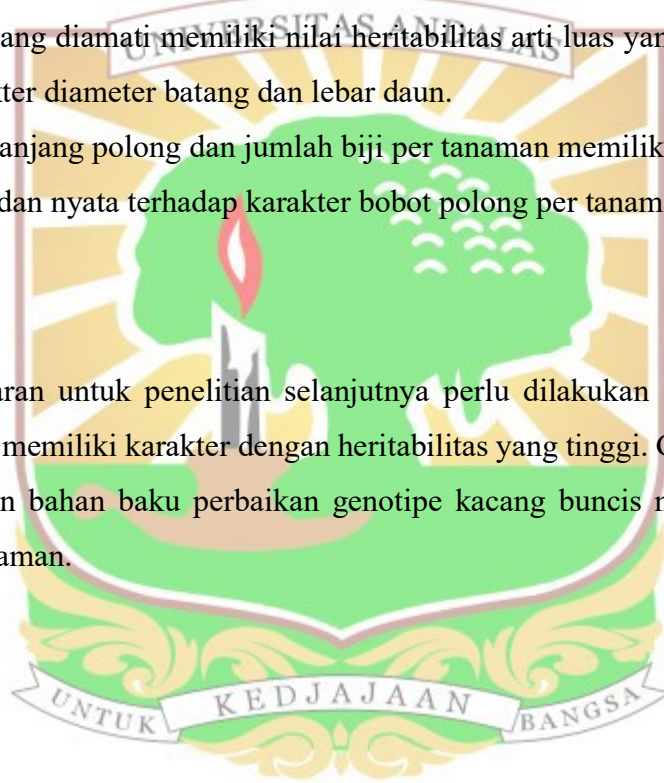 UNIVERSITAS ANDALAS
ang diamati memiliki nilai heritabilitas arti luas yan
kter diameter batang dan lebar daun.
anjang polong dan jumlah biji per tanaman memilik
dan nyata terhadap karakter bobot polong per tanam
aran untuk penelitian selanjutnya perlu dilakukan
memiliki karakter dengan heritabilitas yang tinggi. G
n bahan baku perbaikan genotipe kacang buncis m
aman.
UNTUK KEDJAJAAN BANGSA